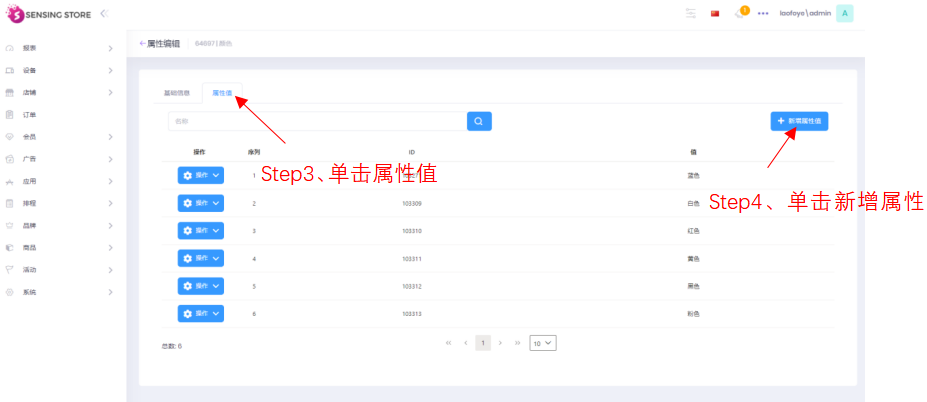 SENSING STORE
1
laofoye\admin
A
报表
设备
店铺
订单
会员
广告
应用
排程
品牌
商品
活动
系统
属性编辑
64697|颜色
基础信息
属性值
名称
新增属性值
操作 序列 ID 值
操作 1 蓝色
Step3、单击属性值
Step4、单击新增属性
操作 2 103309 白色
操作 3 103310 红色
操作 4 103311 黄色
操作 5 103312 黑色
操作 6 103313 粉色
总数: 6
1
10